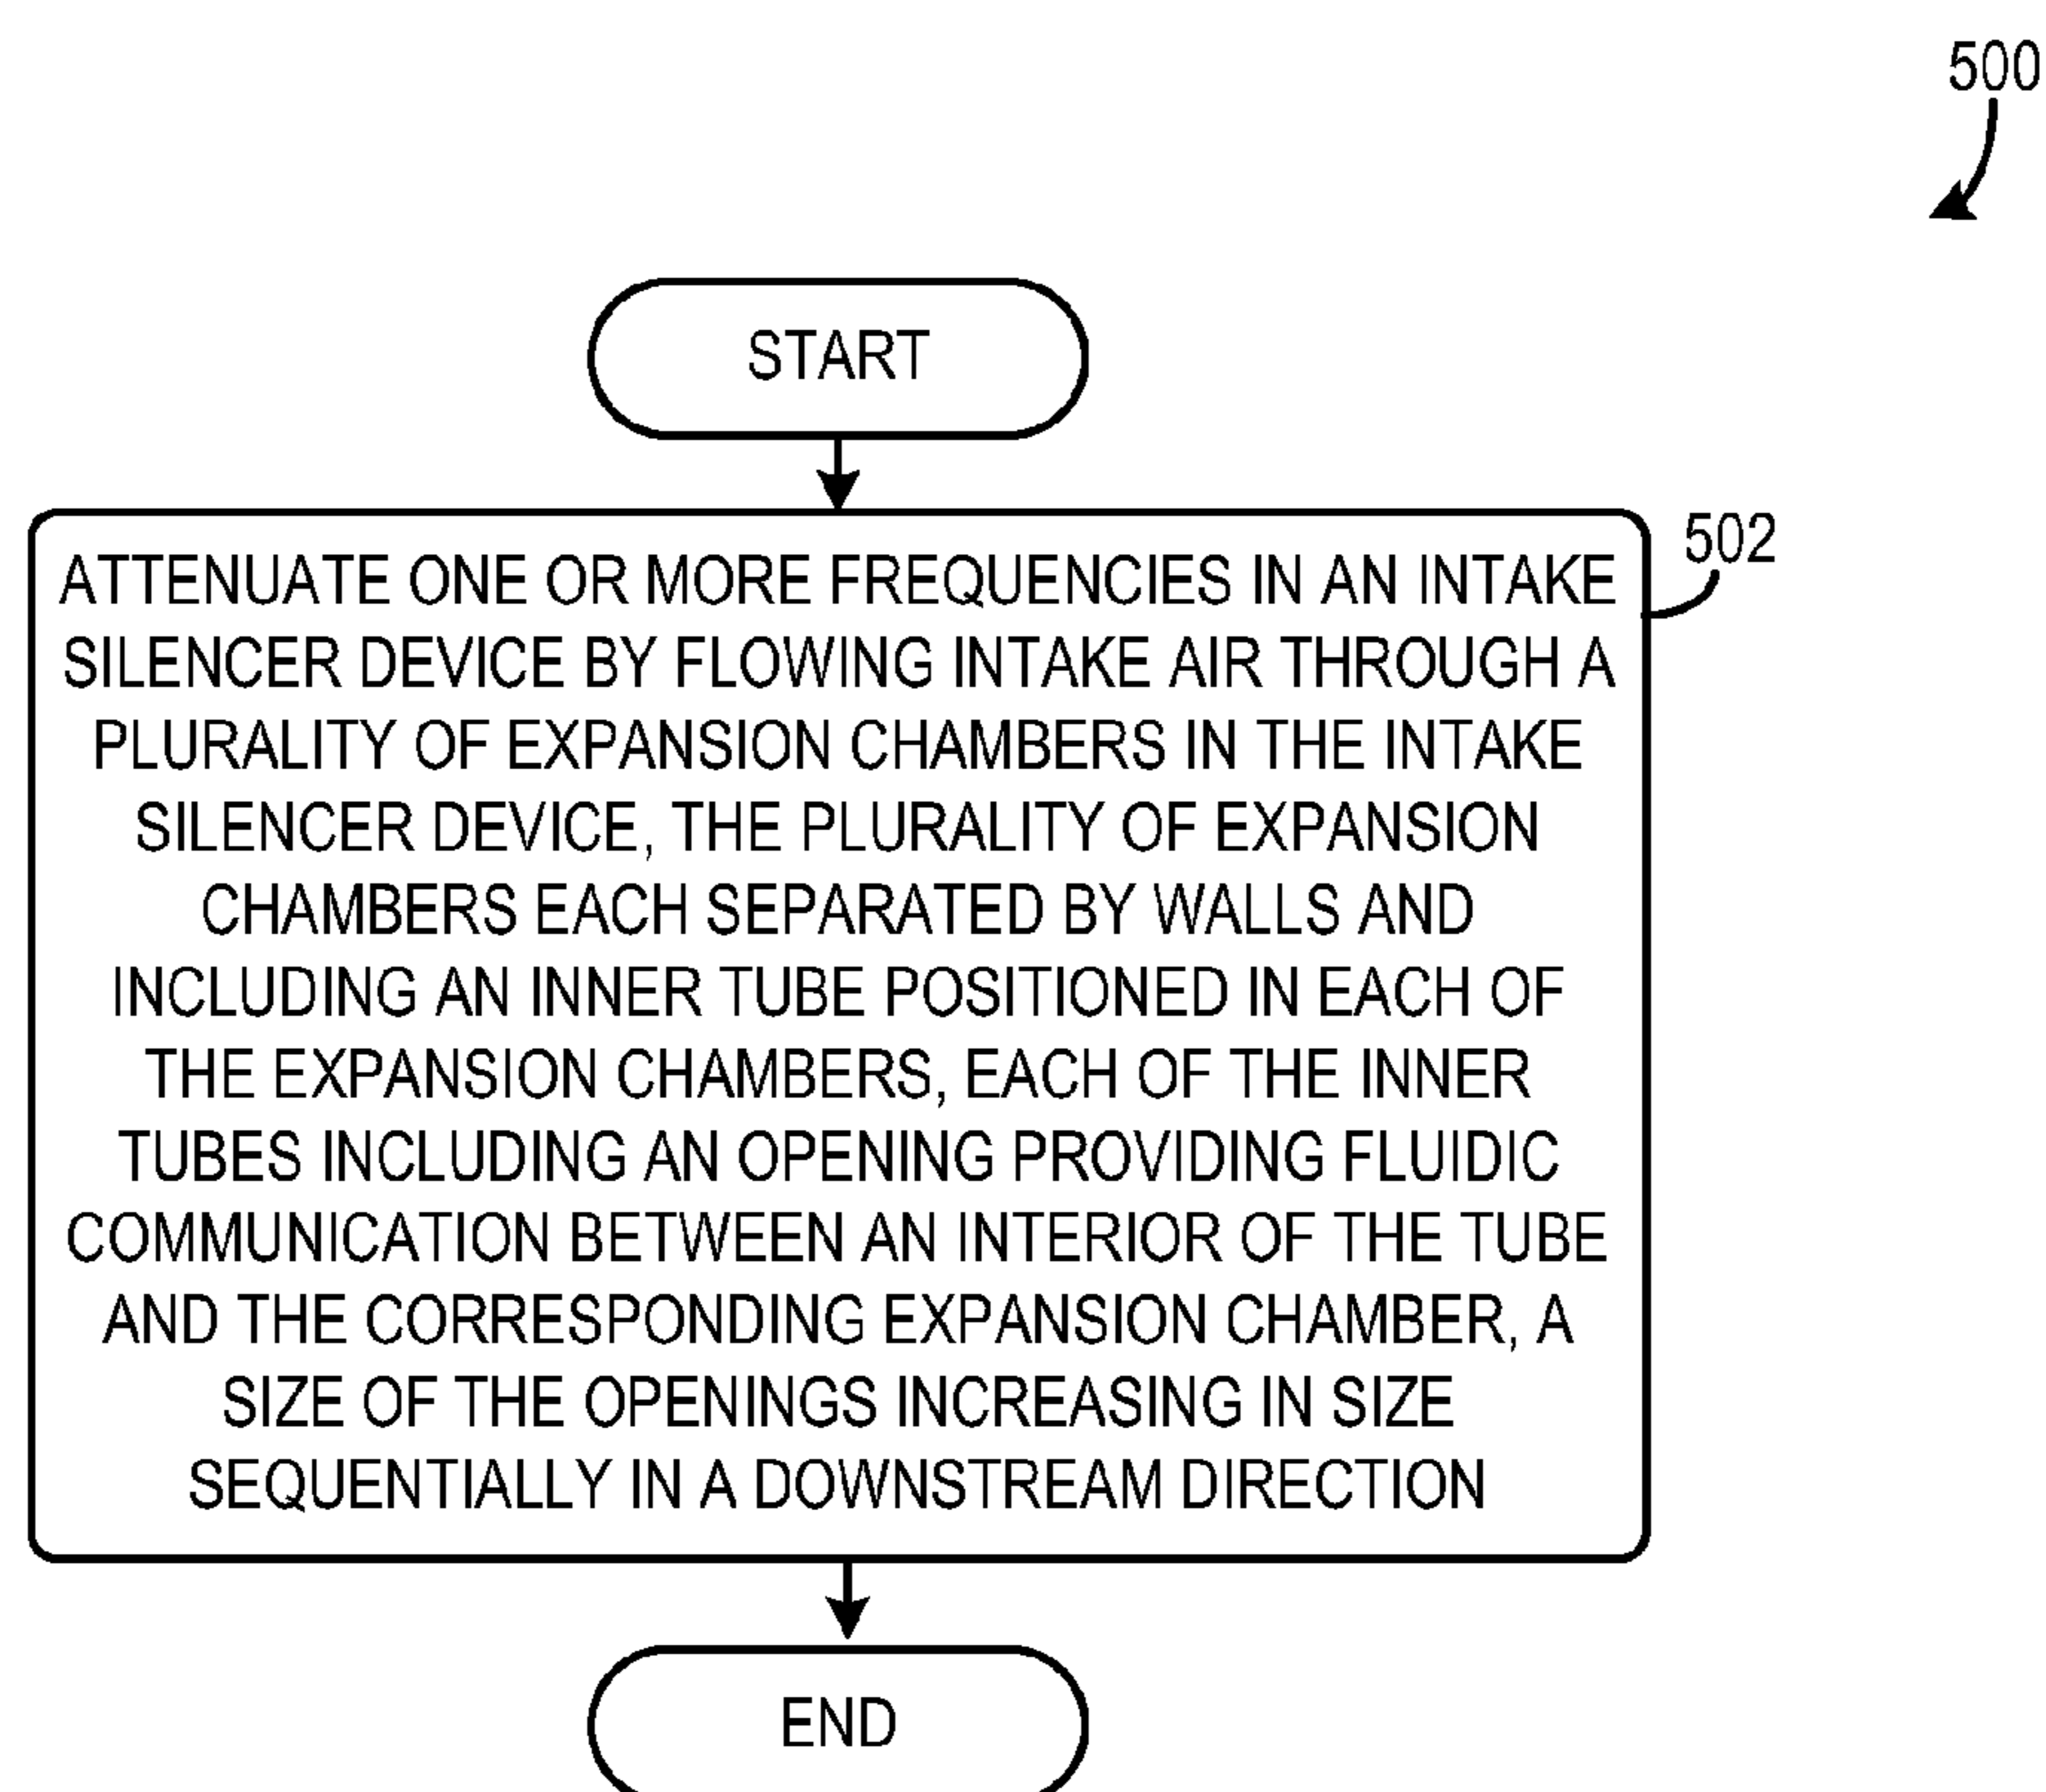 500
START
502
ATTENUATE ONE OR MORE FREQUENCIES IN AN INTAKE
SILENCER DEVICE BY FLOWING INTAKE AIR THROUGH A
PLURALITY OF EXPANSION CHAMBERS IN THE INTAKE
SILENCER DEVICE, THE PLURALITY OF EXPANSION
CHAMBERS EACH SEPARATED BY WALLS AND
INCLUDING AN INNER TUBE POSITIONED IN EACH OF
THE EXPANSION CHAMBERS, EACH OF THE INNER
TUBES INCLUDING AN OPENING PROVIDING FLUIDIC
COMMUNICATION BETWEEN AN INTERIOR OF THE TUBE
AND THE CORRESPONDING EXPANSION CHAMBER, A
SIZE OF THE OPENINGS INCREASING IN SIZE
SEQUENTIALLY IN A DOWNSTREAM DIRECTION
END